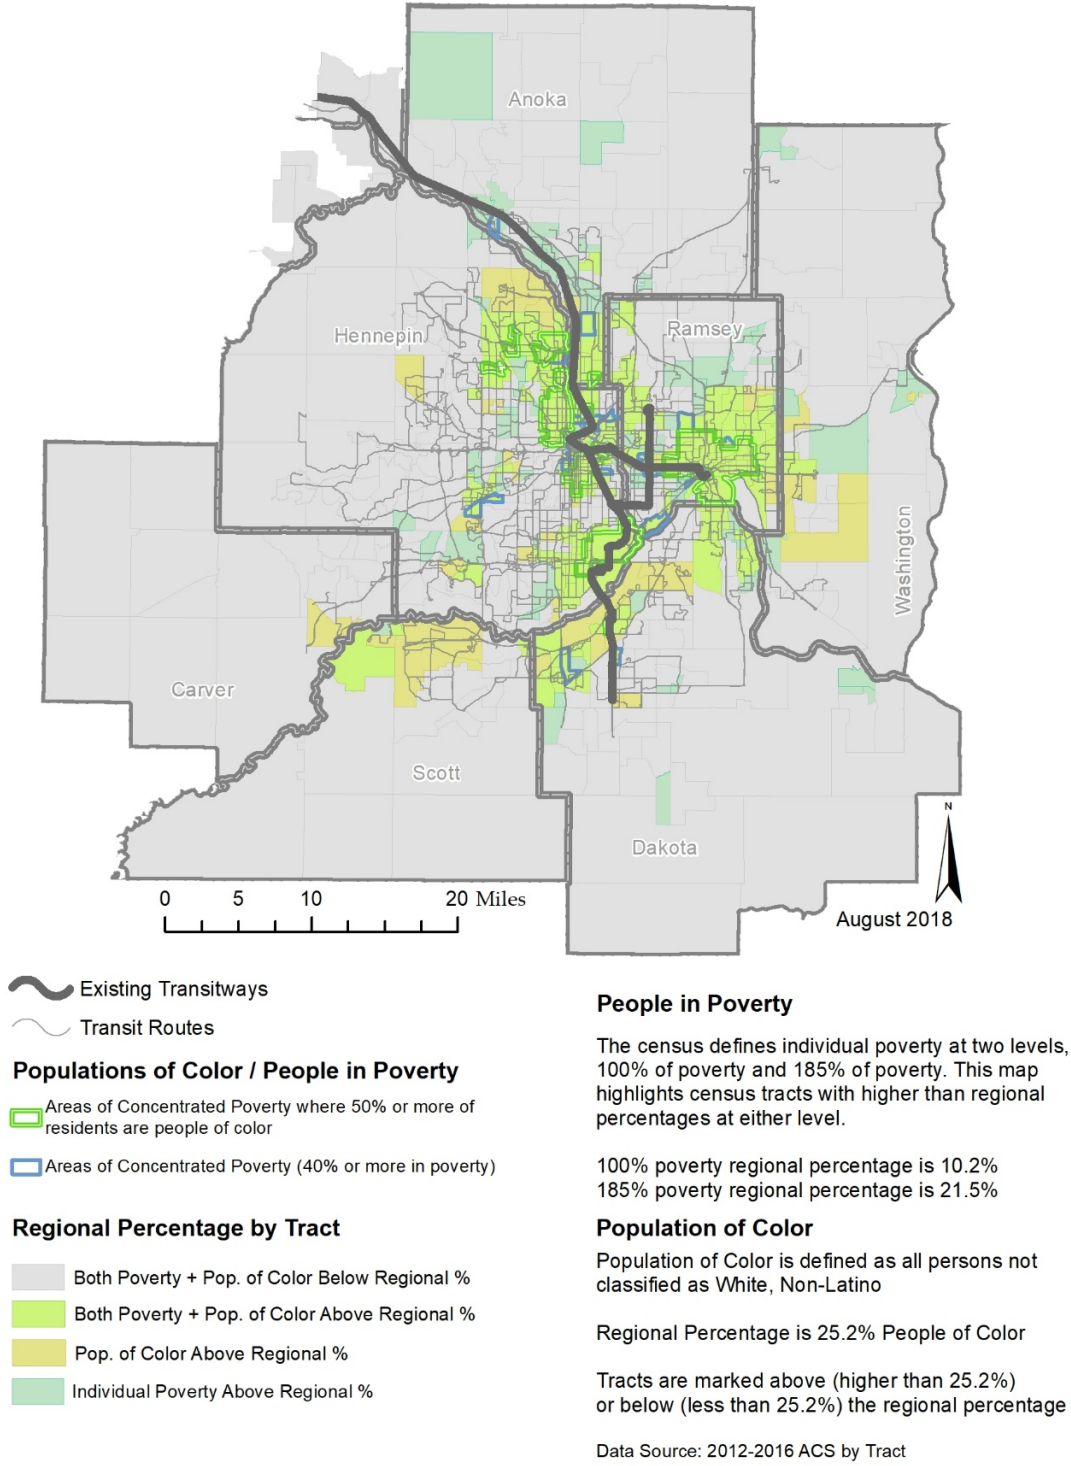 Anoka
Hennepin
Ramsey
Washington
Carver
Scott
Dakota
N
0 5 10 20 Miles
August 2018
Existing Transitways
Transit Routes
Populations of Color / People in Poverty
Areas of Concentrated Poverty where 50% or more of
residents are people of color
Areas of Concentrated Poverty (40% or more in poverty)
Regional Percentage by Tract
Both Poverty + Pop. of Color Below Regional %
Both Poverty + Pop. of Color Above Regional %
Pop. of Color Above Regional %
Individual Poverty Above Regional %
People in Poverty
The census defines individual poverty at two levels,
100% of poverty and 185% of poverty. This map
highlights census tracts with higher than regional
percentages at either level.
100% poverty regional percentage is 10.2%
185% poverty regional percentage is 21.5%
Population of Color
Population of Color is defined as all persons not
classified as White, Non-Latino
Regional Percentage is 25.2% People of Color
Tracts are marked above (higher than 25.2%)
or below (less than 25.2%) the regional percentage
Data Source: 2012-2016 ACS by Tract